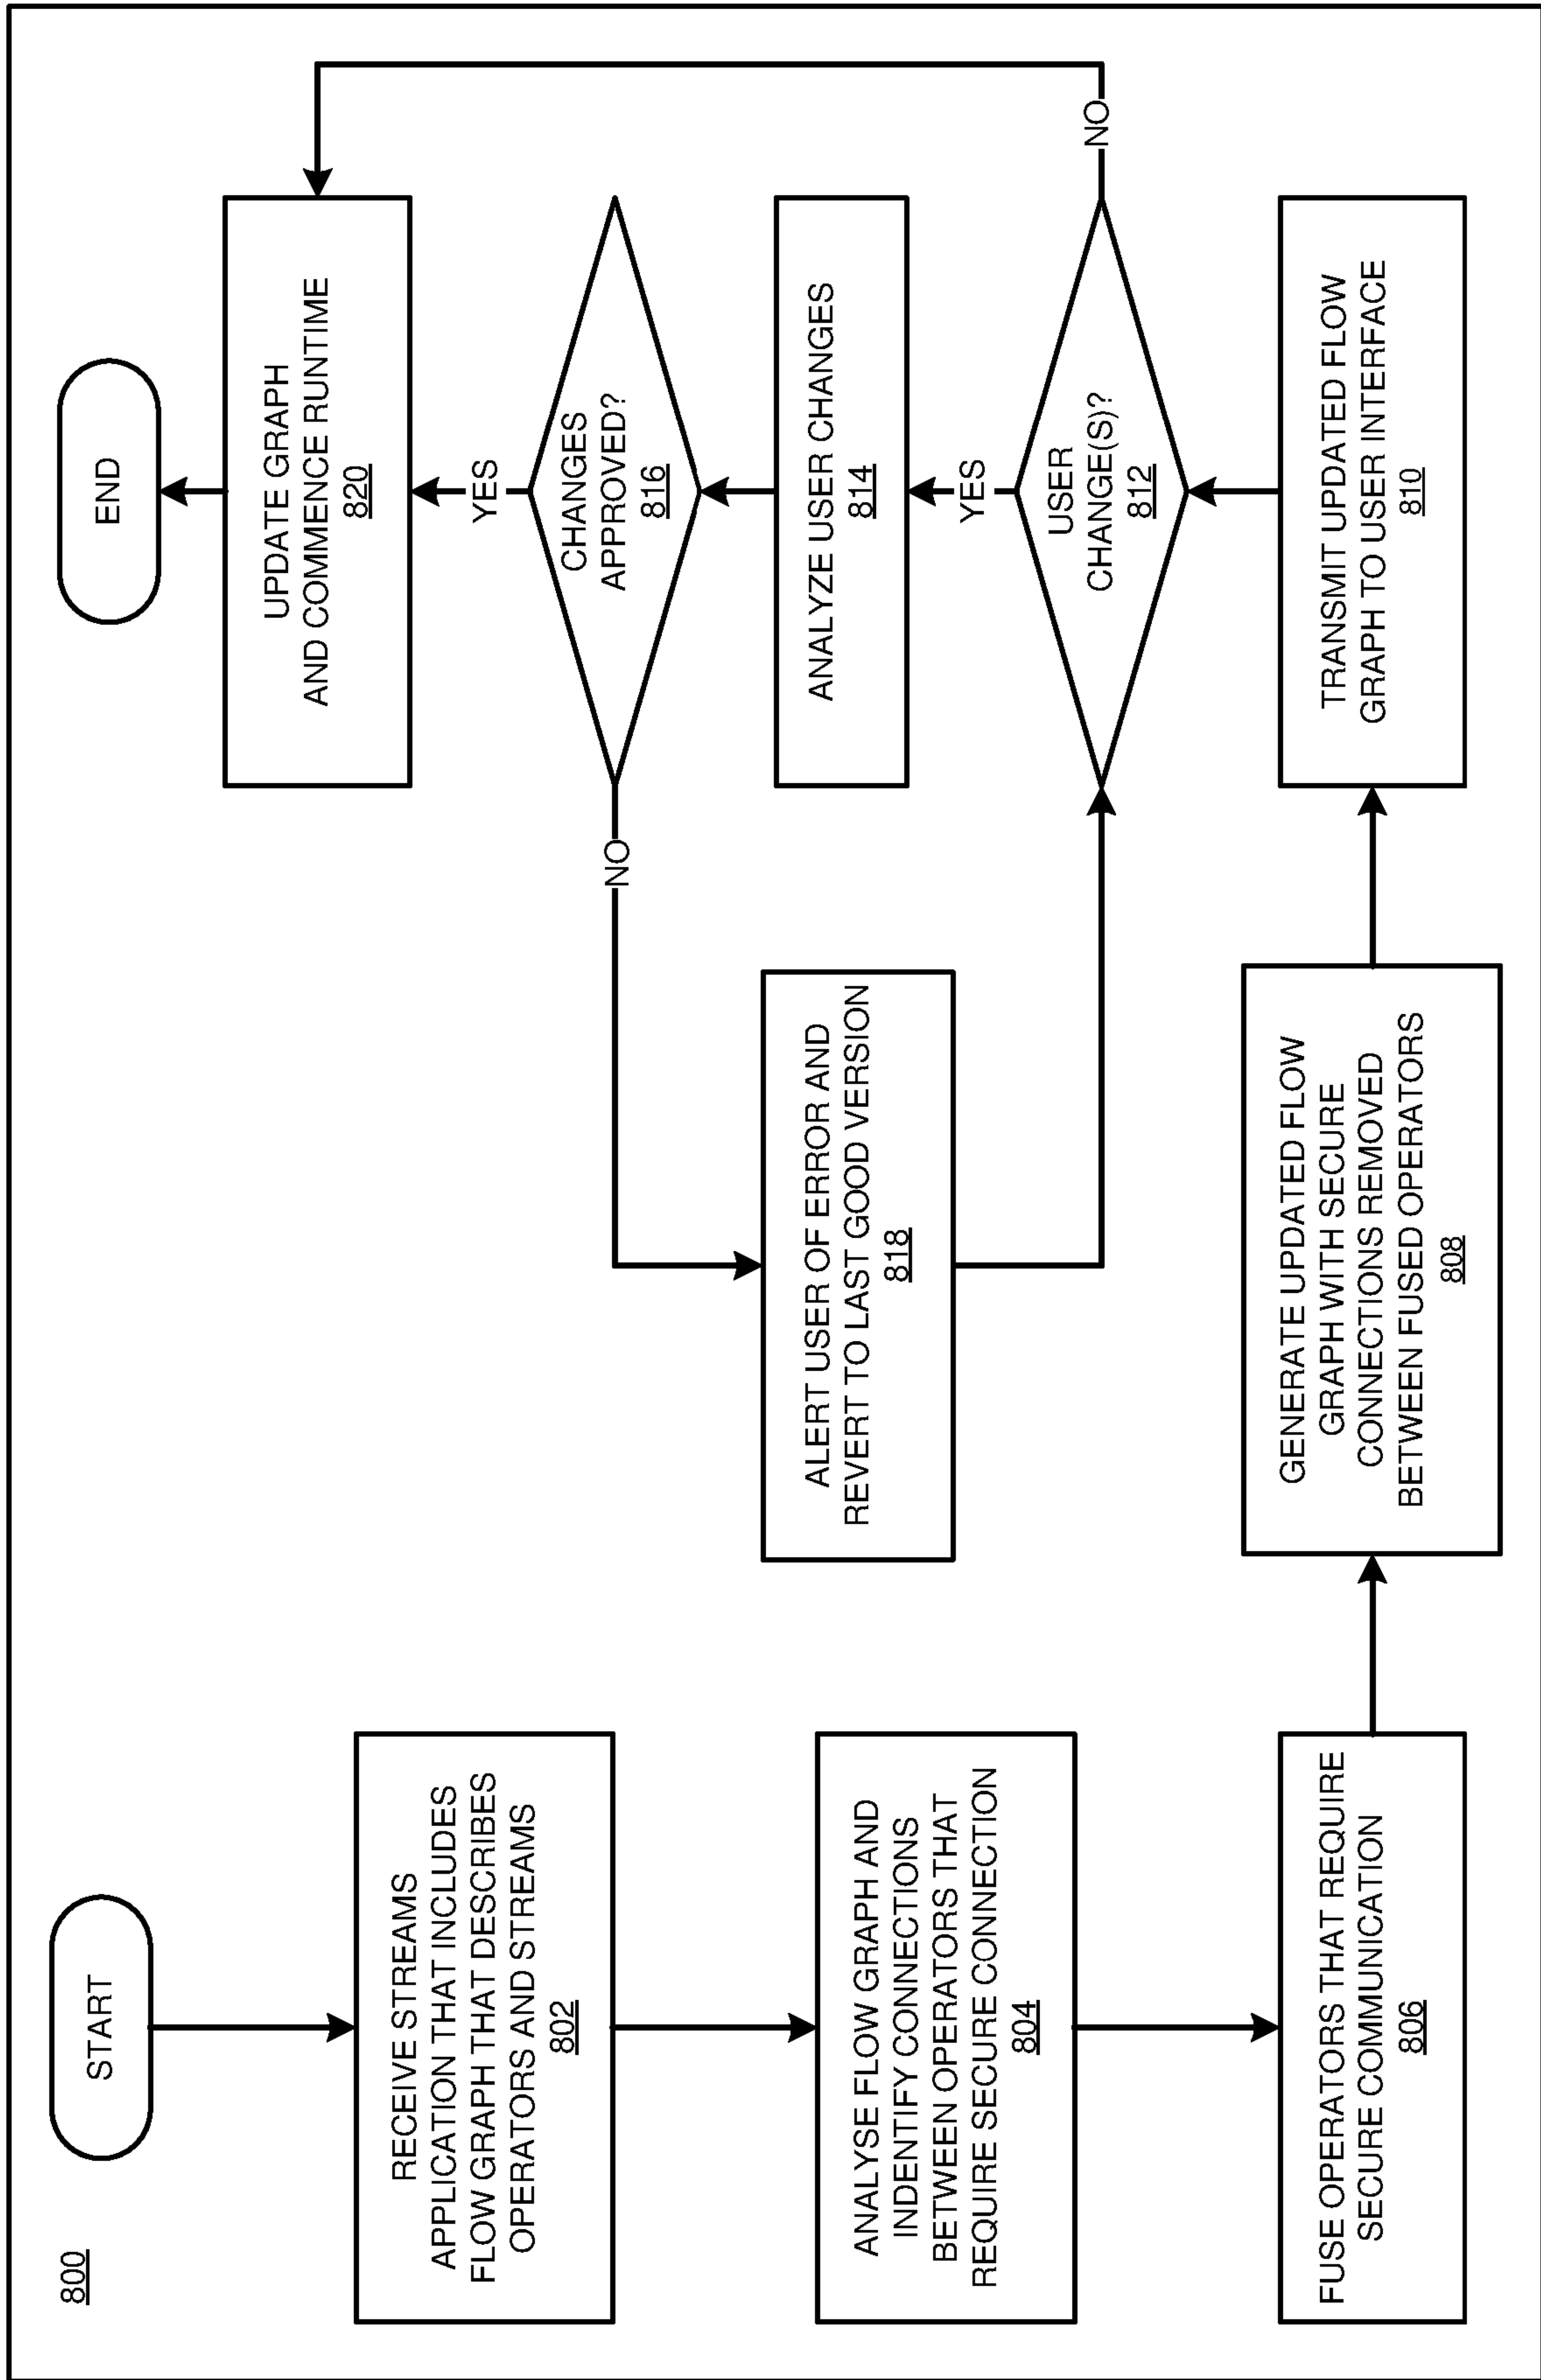 800
START
RECEIVE STREAMS
APPLICATION THAT INCLUDES
FLOW GRAPH THAT DESCRIBES
OPERATORS AND STREAMS
802
ANALYSE FLOW GRAPH AND
INDENTIFY CONNECTIONS
BETWEEN OPERATORS THAT
REQUIRE SECURE CONNECTION
804
FUSE OPERATORS THAT REQUIRE
SECURE COMMUNICATION
806
GENERATE UPDATED FLOW
GRAPH WITH SECURE
CONNECTIONS REMOVED
BETWEEN FUSED OPERATORS
808
TRANSMIT UPDATED FLOW
GRAPH TO USER INTERFACE
810
USER
CHANGE(S)?
812
NO
YES
ANALYZE USER CHANGES
814
CHANGES
APPROVED?
816
NO
YES
ALERT USER OF ERROR AND
REVERT TO LAST GOOD VERSION
818
UPDATE GRAPH
AND COMMENCE RUNTIME
820
END